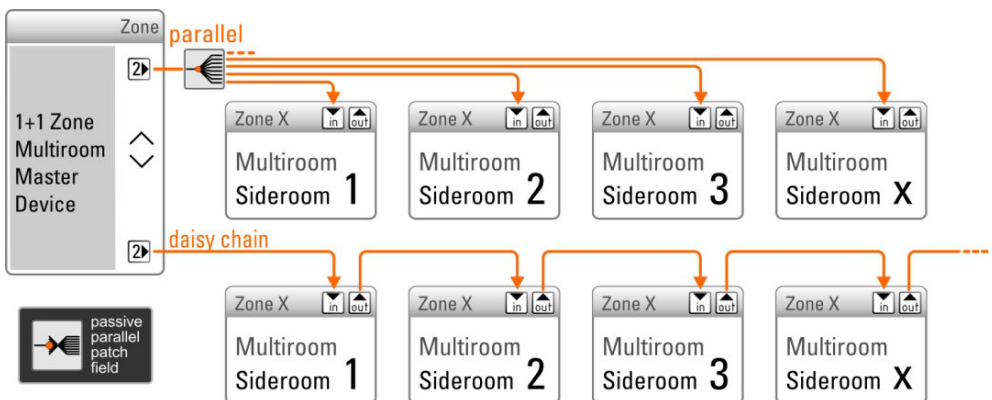 Zone
parallel
2
1+1 Zone
Multiroom
Master
Device
2
Zone X in out
Multiroom
Sideroom 1
Zone X in out
Multiroom
Sideroom 2
Zone X in out
Multiroom
Sideroom 3
Zone X in out
Multiroom
Sideroom X
daisy chain
Zone X in out
Multiroom
Sideroom 1
Zone X in out
Multiroom
Sideroom 2
Zone X in out
Multiroom
Sideroom 3
Zone X in out
Multiroom
Sideroom X
passive
parallel
patch
field